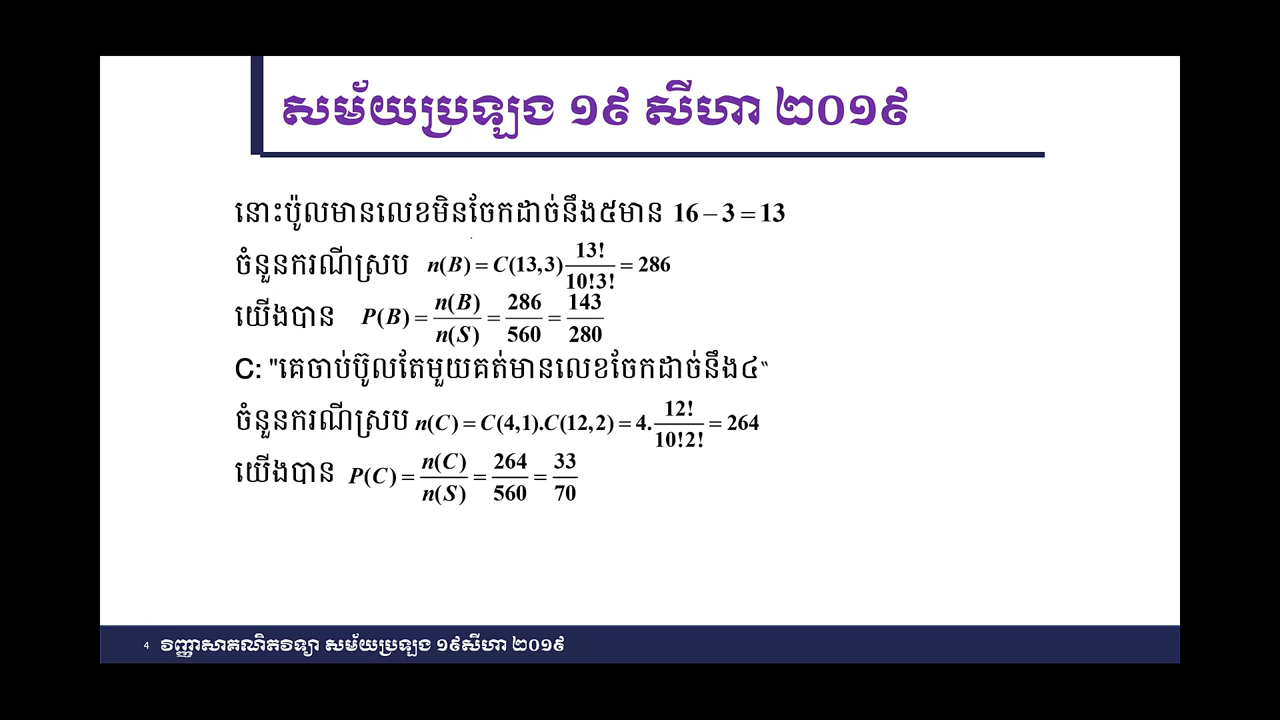 សម័យប្រឡង ១៩ សីហា ២០១៩
នោះប៉ូលមានលេខមិនចែកដាច់នឹង៥មាន 16 − 3 = 13
ចំនួនករណីស្រប n(B) = C(13,3) 13!/10!3! = 286
យើងបាន P(B) = n(B)/n(S) = 286/560 = 143/280
C: "គេចាប់ប៊ូលតែមួយគត់មានលេខចែកដាច់នឹង៤“
ចំនួនករណីស្រប n(C) = C(4,1).C(12,2) = 4. 12!/10!2! = 264
យើងបាន P(C) = n(C)/n(S) = 264/560 = 33/70
4 វិញ្ញាសាគណិតវិទ្យា សម័យប្រឡង ១៩សីហា ២០១៩